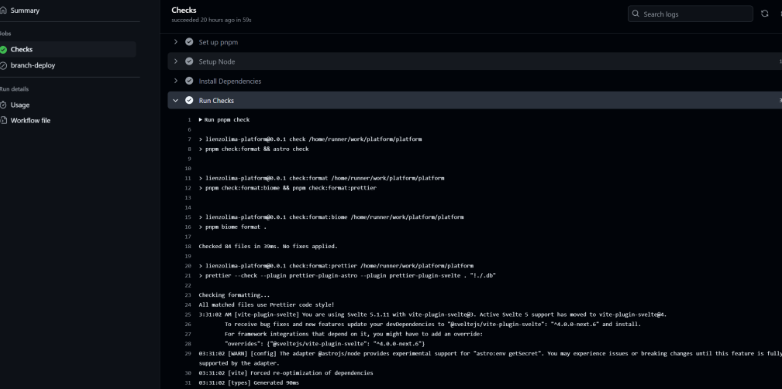 Summary
Jobs
Checks
branch-deploy
Run details
Usage
Workflow file
Checks
succeeded 20 hours ago in 59s
Search logs
Set up pnpm
Setup Node
Install Dependencies
Run Checks
1 ▶ Run pnpm check
6
7 > lienzolima-platform@0.0.1 check /home/runner/work/platform/platform
8 > pnpm check:format && astro check
9
10
11 > lienzolima-platform@0.0.1 check:format /home/runner/work/platform/platform
12 > pnpm check:format:biome && pnpm check:format:prettier
13
14
15 > lienzolima-platform@0.0.1 check:format:biome /home/runner/work/platform/platform
16 > pnpm biome format .
17
18 Checked 84 files in 39ms. No fixes applied.
19
20 > lienzolima-platform@0.0.1 check:format:prettier /home/runner/work/platform/platform
21 > prettier --check --plugin prettier-plugin-astro --plugin prettier-plugin-svelte . "!./.db"
22
23 Checking formatting...
24 All matched files use Prettier code style!
25 3:31:02 AM [vite-plugin-svelte] You are using Svelte 5.1.11 with vite-plugin-svelte@3. Active Svelte 5 support has moved to vite-plugin-svelte@4.
26 To receive bug fixes and new features update your devDependencies to "@sveltejs/vite-plugin-svelte": "^4.0.0-next.6" and install.
27 For framework integrations that depend on it, you might have to add an override:
28 "overrides": {"@sveltejs/vite-plugin-svelte": "^4.0.0-next.6"}
29 03:31:02 [WARN] [config] The adapter @astrojs/node provides experimental support for "astro:env getSecret". You may experience issues or breaking changes until this feature is fully
supported by the adapter.
30 03:31:02 [vite] Forced re-optimization of dependencies
31 03:31:02 [types] Generated 90ms